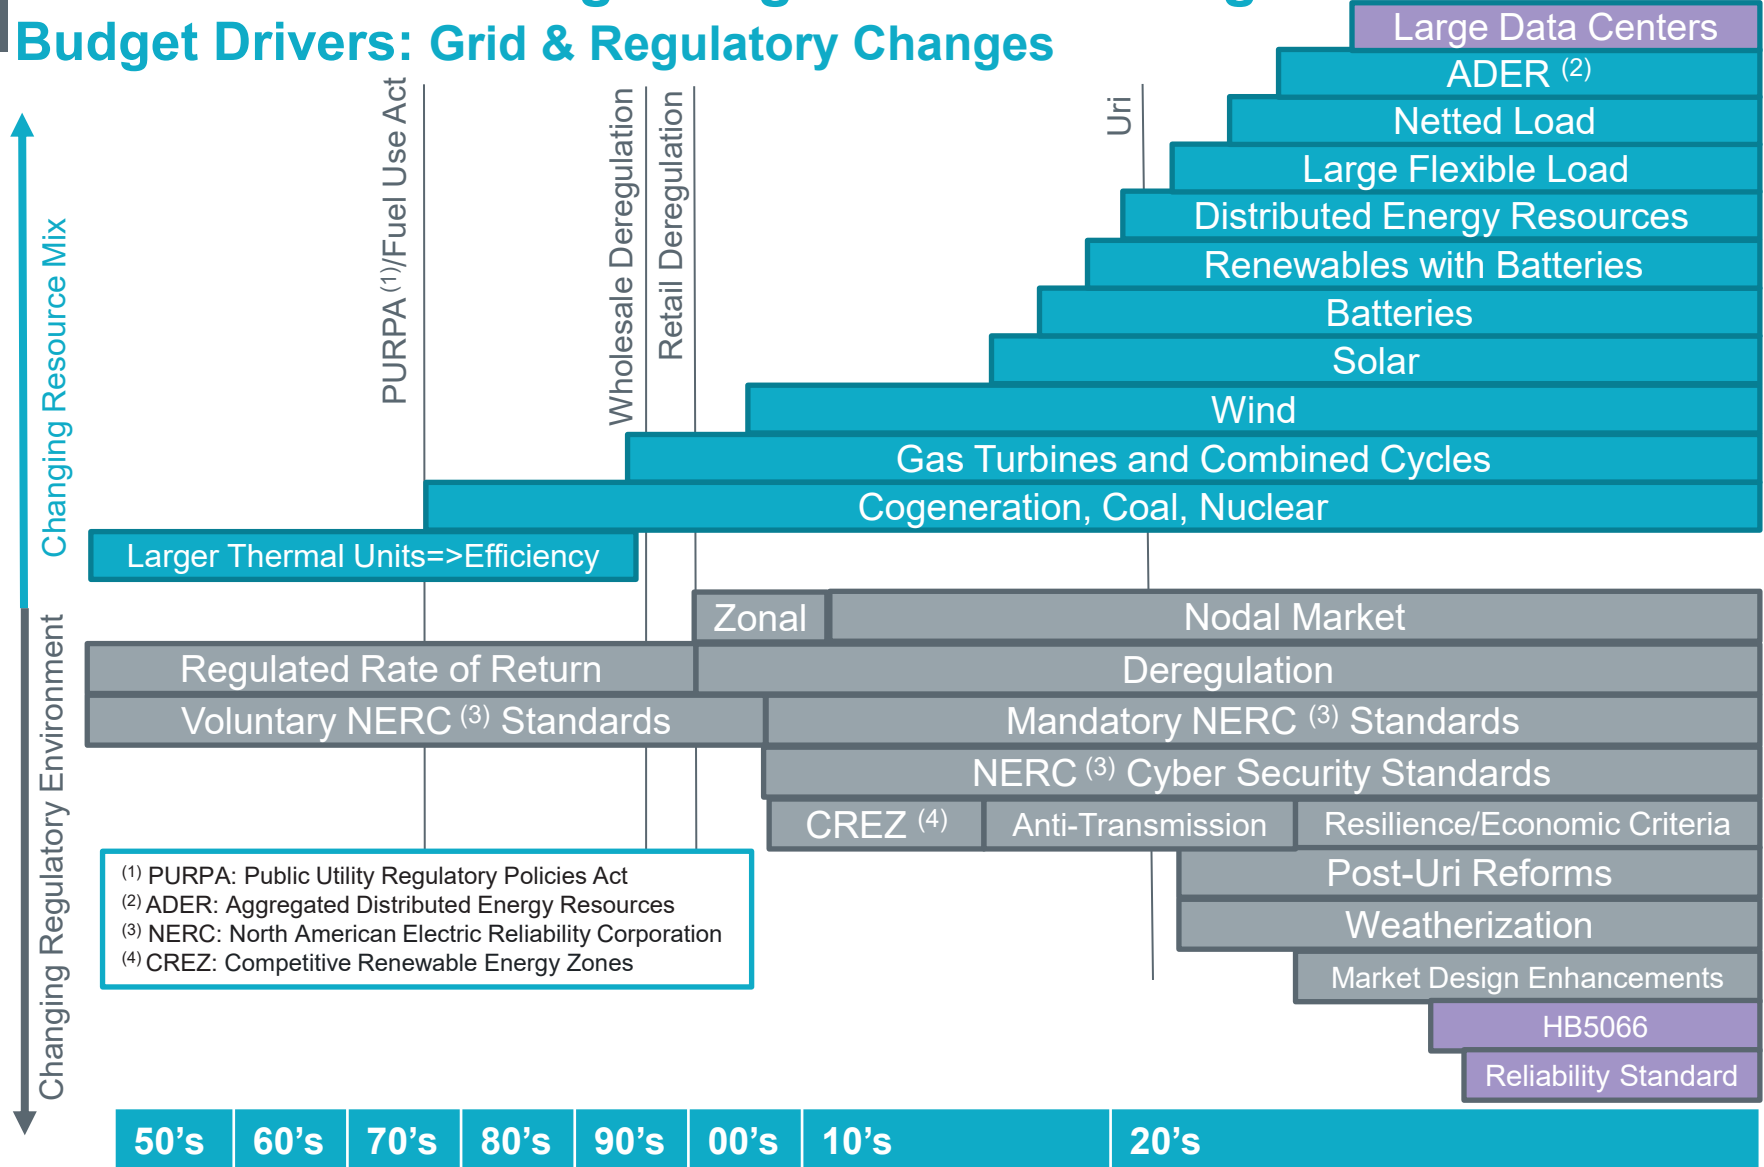 Budget Drivers: Grid & Regulatory Changes
Large Data Centers
ADER (2)
Netted Load
Large Flexible Load
Distributed Energy Resources
Renewables with Batteries
Batteries
Solar
Wind
Gas Turbines and Combined Cycles
Cogeneration, Coal, Nuclear
Larger Thermal Units=>Efficiency
PURPA (1)/Fuel Use Act
Wholesale Deregulation
Retail Deregulation
Uri
Changing Resource Mix
Changing Regulatory Environment
Zonal
Nodal Market
Regulated Rate of Return
Deregulation
Voluntary NERC (3) Standards
Mandatory NERC (3) Standards
NERC (3) Cyber Security Standards
CREZ (4)
Anti-Transmission
Resilience/Economic Criteria
Post-Uri Reforms
Weatherization
Market Design Enhancements
HB5066
Reliability Standard
(1) PURPA: Public Utility Regulatory Policies Act
(2) ADER: Aggregated Distributed Energy Resources
(3) NERC: North American Electric Reliability Corporation
(4) CREZ: Competitive Renewable Energy Zones
50’s
60’s
70’s
80’s
90’s
00’s
10’s
20’s